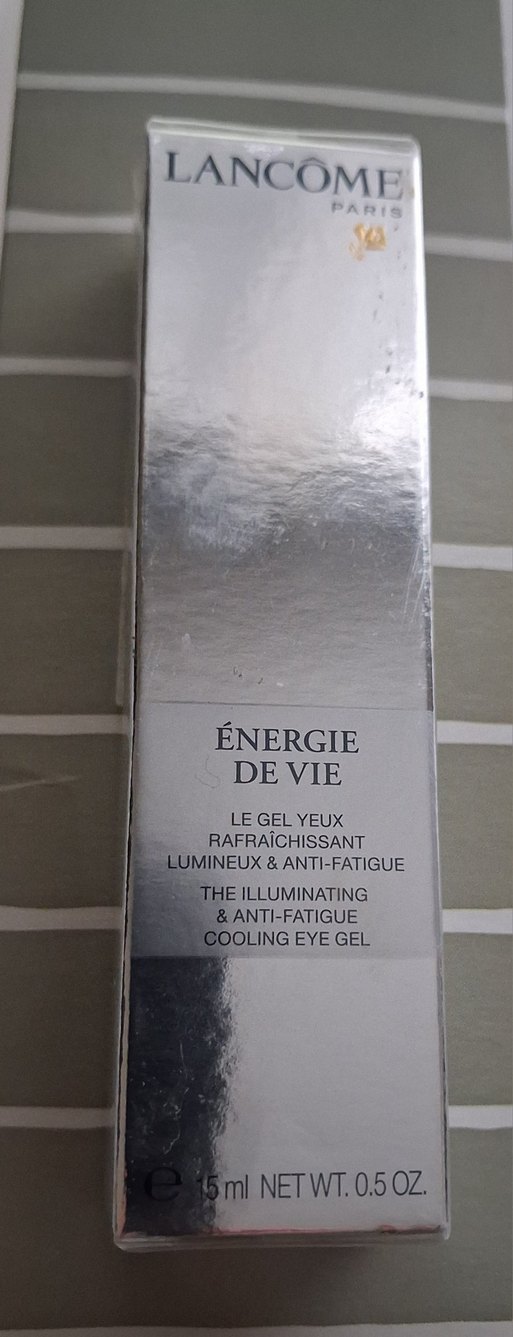 LANCÔME
PARIS
ÉNERGIE
DE VIE
LE GEL YEUX
RAFRAÎCHISSANT
LUMINEUX & ANTI-FATIGUE
THE ILLUMINATING
& ANTI-FATIGUE
COOLING EYE GEL
℮ 15 ml NET WT. 0.5 OZ.